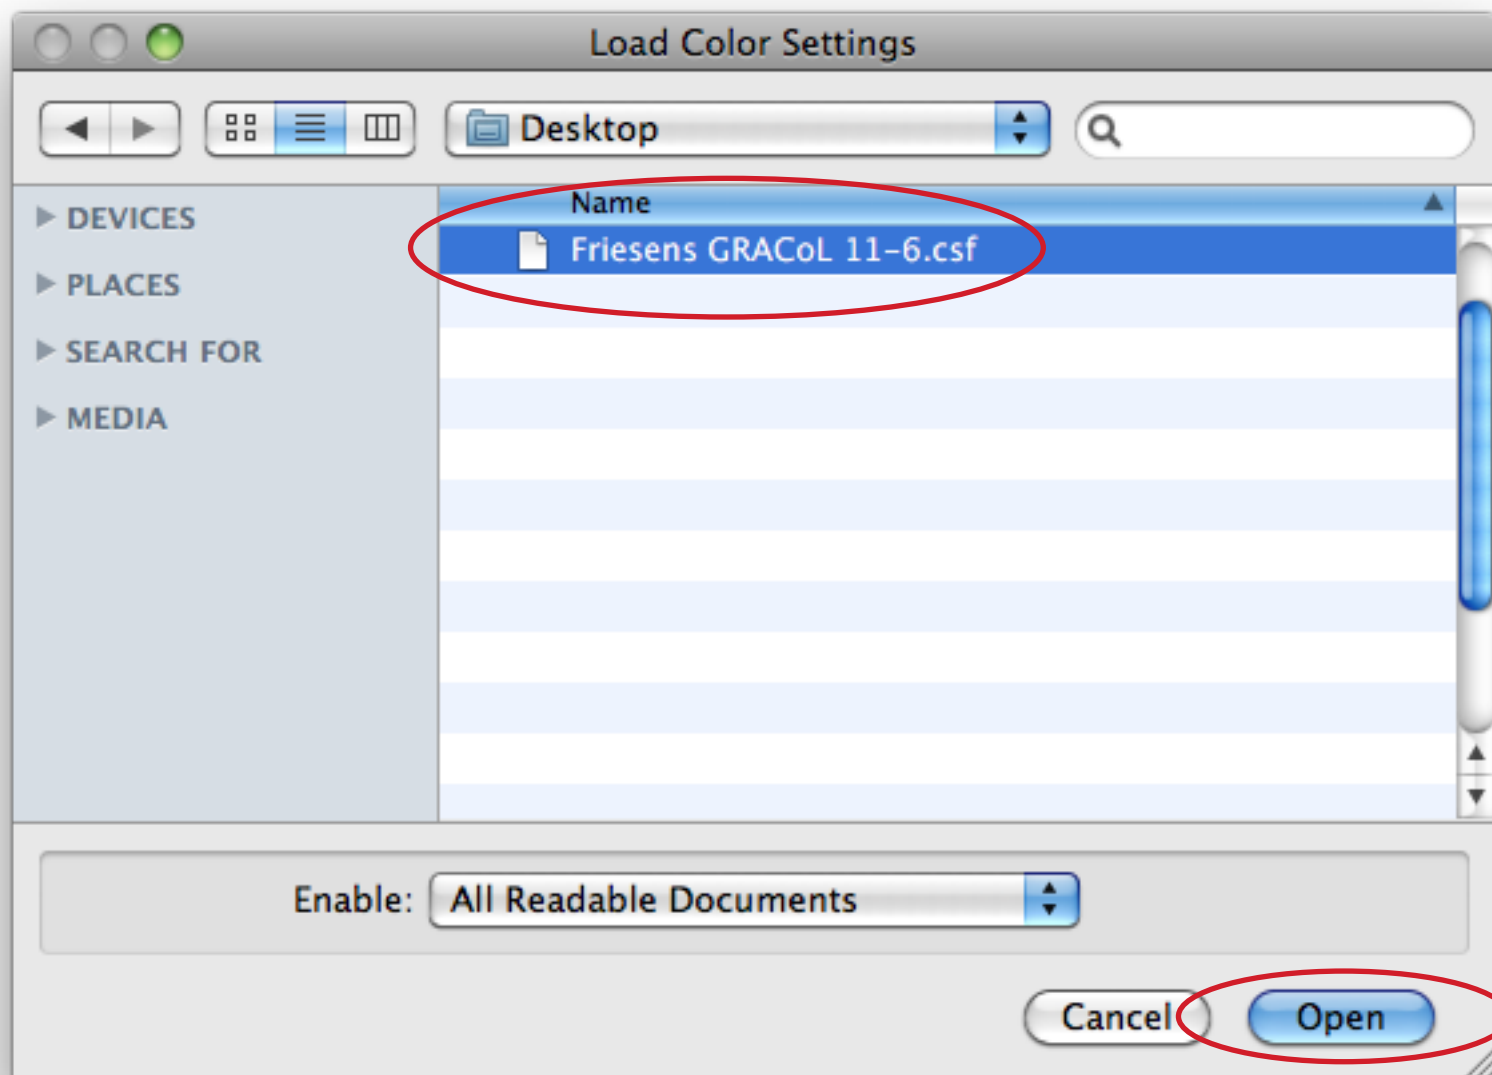 Load Color Settings
Desktop
DEVICES
PLACES
SEARCH FOR
MEDIA
Name
Friesens GRACoL 11-6.csf
Enable: All Readable Documents
Cancel Open